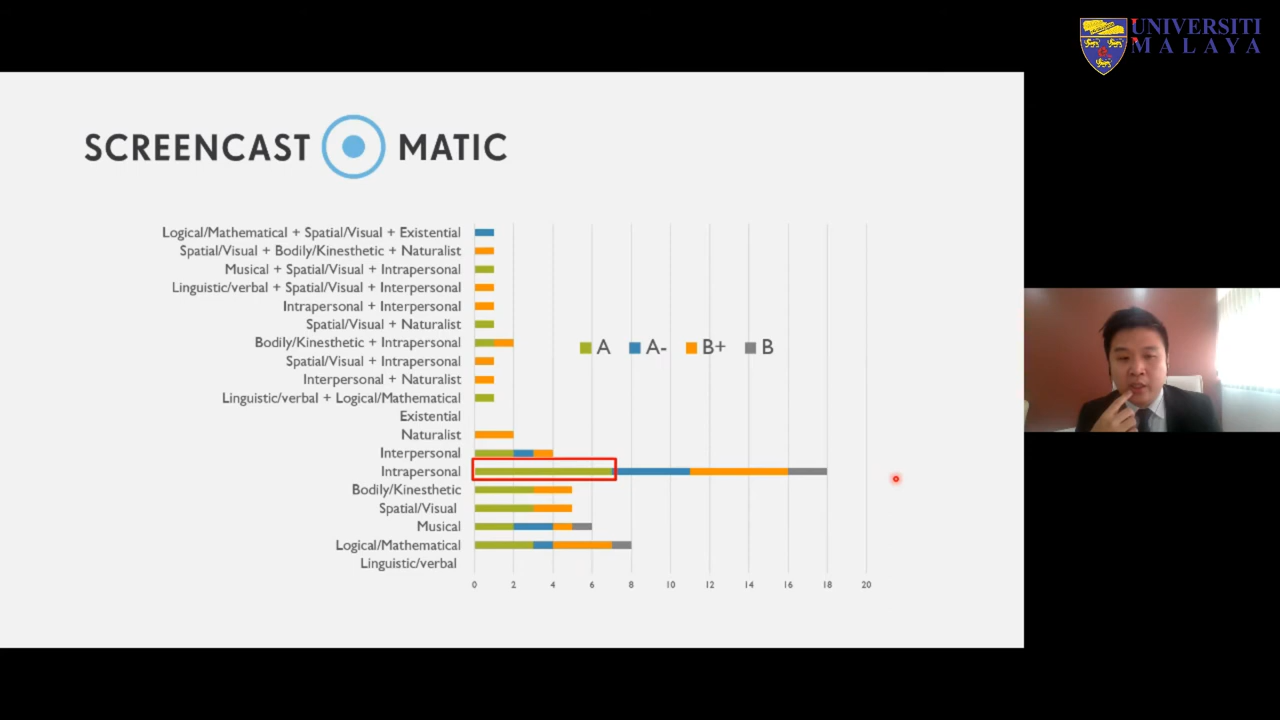 UNIVERSITI
MALAYA
SCREENCAST MATIC
Logical/Mathematical + Spatial/Visual + Existential
Spatial/Visual + Bodily/Kinesthetic + Naturalist
Musical + Spatial/Visual + Intrapersonal
Linguistic/verbal + Spatial/Visual + Interpersonal
Intrapersonal + Interpersonal
Spatial/Visual + Naturalist
Bodily/Kinesthetic + Intrapersonal
A A- B+ B
Spatial/Visual + Intrapersonal
Interpersonal + Naturalist
Linguistic/verbal + Logical/Mathematical
Existential
Naturalist
Interpersonal
Intrapersonal
Bodily/Kinesthetic
Spatial/Visual
Musical
Logical/Mathematical
Linguistic/verbal
0 2 4 6 8 10 12 14 16 18 20